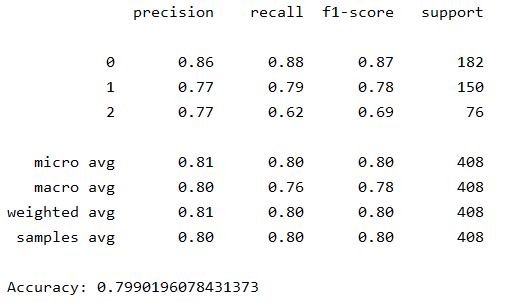 precision recall f1-score support
0 0.86 0.88 0.87 182
1 0.77 0.79 0.78 150
2 0.77 0.62 0.69 76
micro avg 0.81 0.80 0.80 408
macro avg 0.80 0.76 0.78 408
weighted avg 0.81 0.80 0.80 408
samples avg 0.80 0.80 0.80 408
Accuracy: 0.7990196078431373